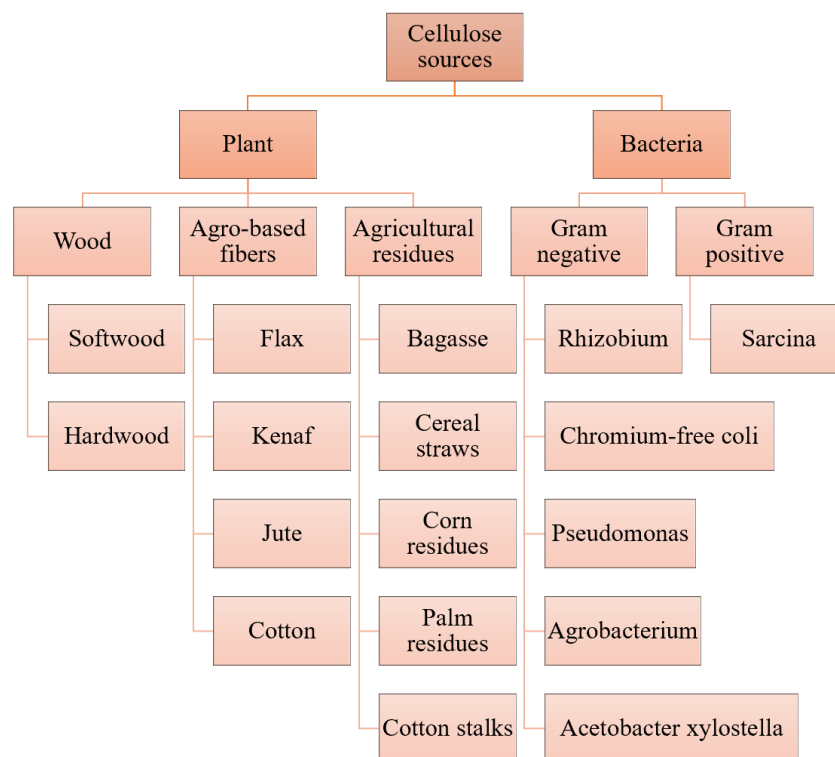 Cellulose
sources
Plant
Bacteria
Wood
Agro-based
fibers
Agricultural
residues
Gram
negative
Gram
positive
Softwood
Hardwood
Flax
Kenaf
Jute
Cotton
Bagasse
Cereal
straws
Corn
residues
Palm
residues
Cotton stalks
Rhizobium
Chromium-free coli
Pseudomonas
Agrobacterium
Acetobacter xylostella
Sarcina